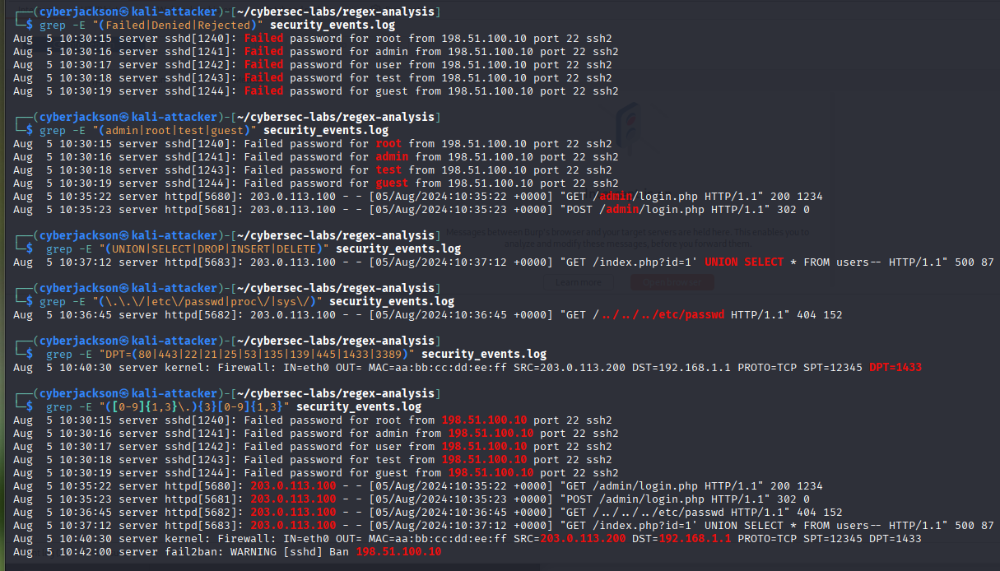 ┌──(cyberjackson㉿kali-attacker)-[~/cybersec-labs/regex-analysis]
└─$ grep -E "(Failed|Denied|Rejected)" security_events.log
Aug  5 10:30:15 server sshd[1240]: Failed password for root from 198.51.100.10 port 22 ssh2
Aug  5 10:30:16 server sshd[1241]: Failed password for admin from 198.51.100.10 port 22 ssh2
Aug  5 10:30:17 server sshd[1242]: Failed password for user from 198.51.100.10 port 22 ssh2
Aug  5 10:30:18 server sshd[1243]: Failed password for test from 198.51.100.10 port 22 ssh2
Aug  5 10:30:19 server sshd[1244]: Failed password for guest from 198.51.100.10 port 22 ssh2
┌──(cyberjackson㉿kali-attacker)-[~/cybersec-labs/regex-analysis]
└─$ grep -E "(admin|root|test|guest)" security_events.log
Aug  5 10:30:15 server sshd[1240]: Failed password for root from 198.51.100.10 port 22 ssh2
Aug  5 10:30:16 server sshd[1241]: Failed password for admin from 198.51.100.10 port 22 ssh2
Aug  5 10:30:18 server sshd[1243]: Failed password for test from 198.51.100.10 port 22 ssh2
Aug  5 10:30:19 server sshd[1244]: Failed password for guest from 198.51.100.10 port 22 ssh2
Aug  5 10:35:22 server httpd[5680]: 203.0.113.100 - - [05/Aug/2024:10:35:22 +0000] "GET /admin/login.php HTTP/1.1" 200 1234
Aug  5 10:35:23 server httpd[5681]: 203.0.113.100 - - [05/Aug/2024:10:35:23 +0000] "POST /admin/login.php HTTP/1.1" 302 0
Messages between Burp's browser and your target servers are held here. This enables you to
analyze and modify these messages, before you forward them.
Learn more
┌──(cyberjackson㉿kali-attacker)-[~/cybersec-labs/regex-analysis]
└─$  grep -E "(UNION|SELECT|DROP|INSERT|DELETE)" security_events.log
Aug  5 10:37:12 server httpd[5683]: 203.0.113.100 - - [05/Aug/2024:10:37:12 +0000] "GET /index.php?id=1' UNION SELECT * FROM users-- HTTP/1.1" 500 87
┌──(cyberjackson㉿kali-attacker)-[~/cybersec-labs/regex-analysis]
└─$ grep -E "(\.\.\/|etc\/passwd|proc\/|sys\/)" security_events.log
Aug  5 10:36:45 server httpd[5682]: 203.0.113.100 - - [05/Aug/2024:10:36:45 +0000] "GET /../../../etc/passwd HTTP/1.1" 404 152
┌──(cyberjackson㉿kali-attacker)-[~/cybersec-labs/regex-analysis]
└─$  grep -E "DPT=(80|443|22|21|25|53|135|139|445|1433|3389)" security_events.log
Aug  5 10:40:30 server kernel: Firewall: IN=eth0 OUT= MAC=aa:bb:cc:dd:ee:ff SRC=203.0.113.200 DST=192.168.1.1 PROTO=TCP SPT=12345 DPT=1433
┌──(cyberjackson㉿kali-attacker)-[~/cybersec-labs/regex-analysis]
└─$  grep -E "([0-9]{1,3}\.){3}[0-9]{1,3}" security_events.log
Aug  5 10:30:15 server sshd[1240]: Failed password for root from 198.51.100.10 port 22 ssh2
Aug  5 10:30:16 server sshd[1241]: Failed password for admin from 198.51.100.10 port 22 ssh2
Aug  5 10:30:17 server sshd[1242]: Failed password for user from 198.51.100.10 port 22 ssh2
Aug  5 10:30:18 server sshd[1243]: Failed password for test from 198.51.100.10 port 22 ssh2
Aug  5 10:30:19 server sshd[1244]: Failed password for guest from 198.51.100.10 port 22 ssh2
Aug  5 10:35:22 server httpd[5680]: 203.0.113.100 - - [05/Aug/2024:10:35:22 +0000] "GET /admin/login.php HTTP/1.1" 200 1234
Aug  5 10:35:23 server httpd[5681]: 203.0.113.100 - - [05/Aug/2024:10:35:23 +0000] "POST /admin/login.php HTTP/1.1" 302 0
Aug  5 10:36:45 server httpd[5682]: 203.0.113.100 - - [05/Aug/2024:10:36:45 +0000] "GET /../../../etc/passwd HTTP/1.1" 404 152
Aug  5 10:37:12 server httpd[5683]: 203.0.113.100 - - [05/Aug/2024:10:37:12 +0000] "GET /index.php?id=1' UNION SELECT * FROM users-- HTTP/1.1" 500 87
Aug  5 10:40:30 server kernel: Firewall: IN=eth0 OUT= MAC=aa:bb:cc:dd:ee:ff SRC=203.0.113.200 DST=192.168.1.1 PROTO=TCP SPT=12345 DPT=1433
Aug  5 10:42:00 server fail2ban: WARNING [sshd] Ban 198.51.100.10